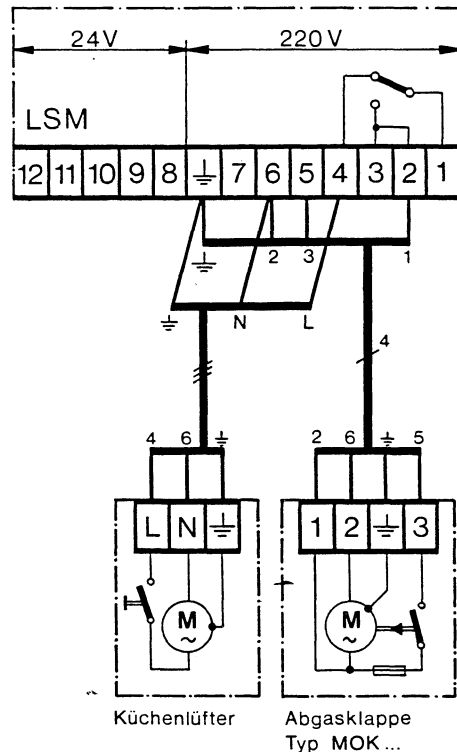 24V 220V
LSM
12 11 10 9 8 7 6 5 4 3 2 1
2 3 1
N L
4
4 6 2 6 5
L N 1 2 3
M ~ M ~
Küchenlüfter Abgasklappe
Typ MOK...